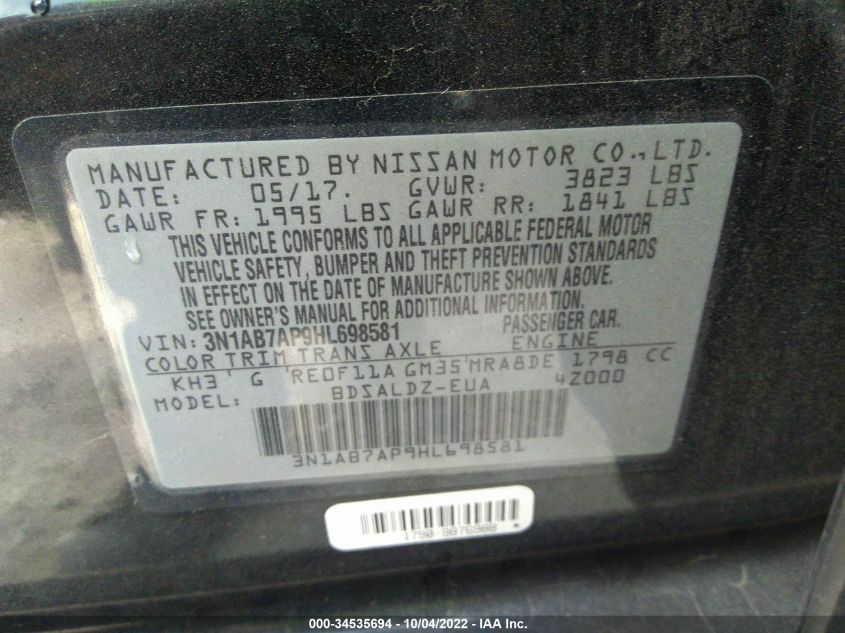 MANUFACTURED BY NISSAN MOTOR CO., LTD.
DATE: 05/17. GVWR: 3823 LBS
GAWR FR: 1995 LBS GAWR RR: 1841 LBS
THIS VEHICLE CONFORMS TO ALL APPLICABLE FEDERAL MOTOR
VEHICLE SAFETY, BUMPER AND THEFT PREVENTION STANDARDS
IN EFFECT ON THE DATE OF MANUFACTURE SHOWN ABOVE.
SEE OWNER'S MANUAL FOR ADDITIONAL INFORMATION.
VIN: 3N1AB7AP9HL698581 PASSENGER CAR.
COLOR TRIM TRANS AXLE ENGINE
KH3 G RE0F11A GM35 MRA8DE 1798 CC
MODEL: BDSALDZ-EUA 4Z000
3N1AB7AP9HL698581
000-34535694 - 10/04/2022 - IAA Inc.